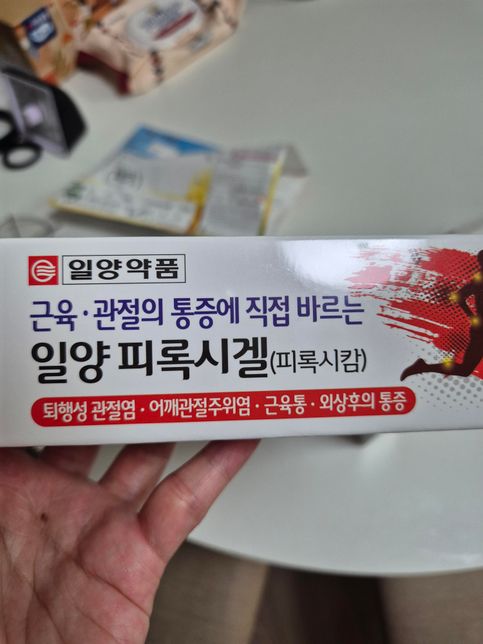 일양약품
근육·관절의 통증에 직접 바르는
일양 피록시겔(피록시캄)
퇴행성 관절염·어깨관절주위염·근육통·외상후의 통증